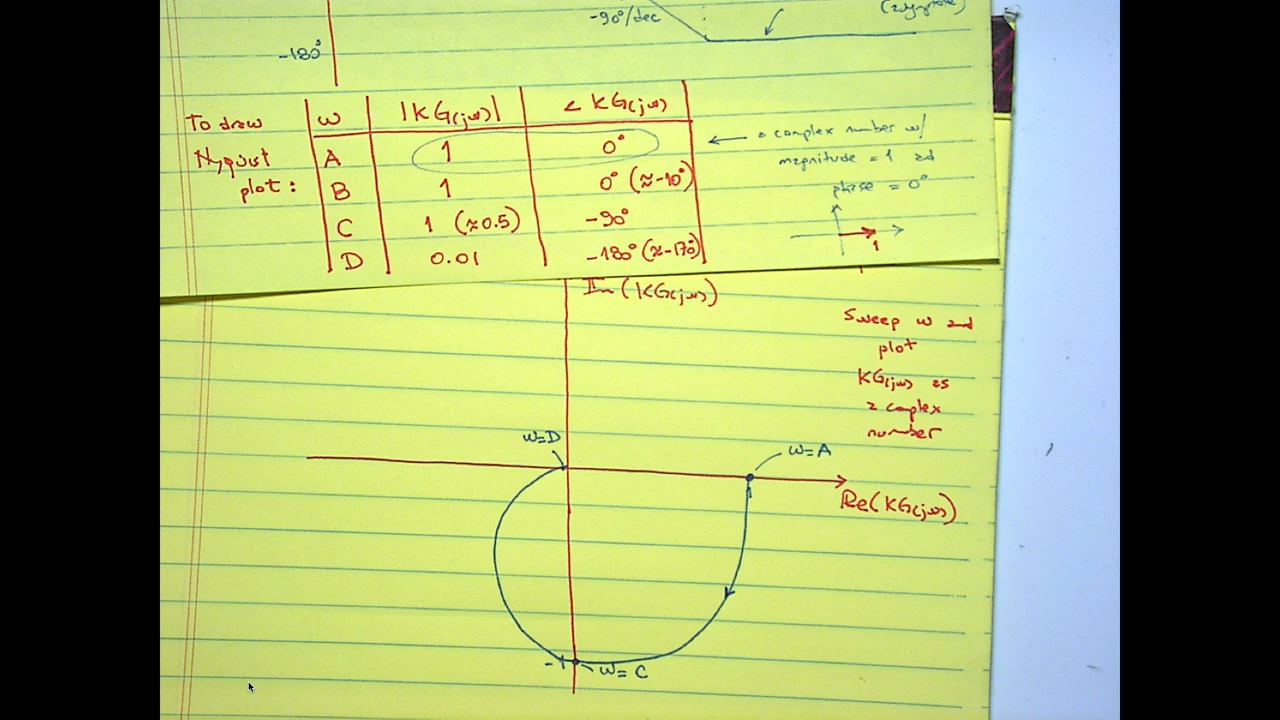 -90°/dec
(asymptote)
-180°
To draw Nyquist plot:
ω |KG(jω)| ∠ KG(jω)
A 1 0°
B 1 0° (≈-10°)
C 1 (≈0.5) -90°
D 0.01 -180° (≈-170°)
← a complex number w/
magnitude = 1 and
phase = 0°
1
Im(KG(jω))
Sweep ω and
plot
KG(jω) as
a complex
number
ω=D
ω=A
Re(KG(jω))
-1
ω=C